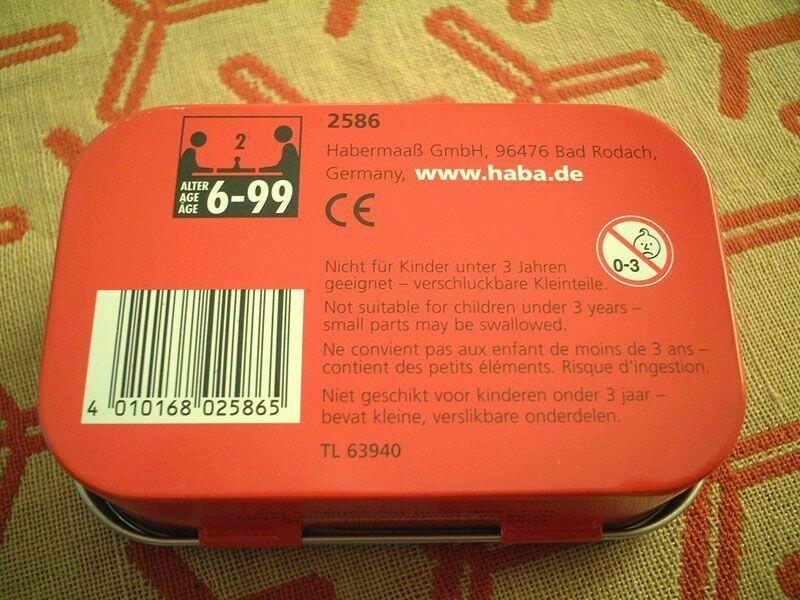 2
ALTER
AGE
ÂGE
6-99
2586
Habermaaß GmbH, 96476 Bad Rodach,
Germany, www.haba.de
CE
0-3
Nicht für Kinder unter 3 Jahren
geeignet – verschluckbare Kleinteile.
Not suitable for children under 3 years –
small parts may be swallowed.
Ne convient pas aux enfant de moins de 3 ans –
contient des petits éléments. Risque d'ingestion.
Niet geschikt voor kinderen onder 3 jaar –
bevat kleine, verslikbare onderdelen.
4 010168 025865
TL 63940